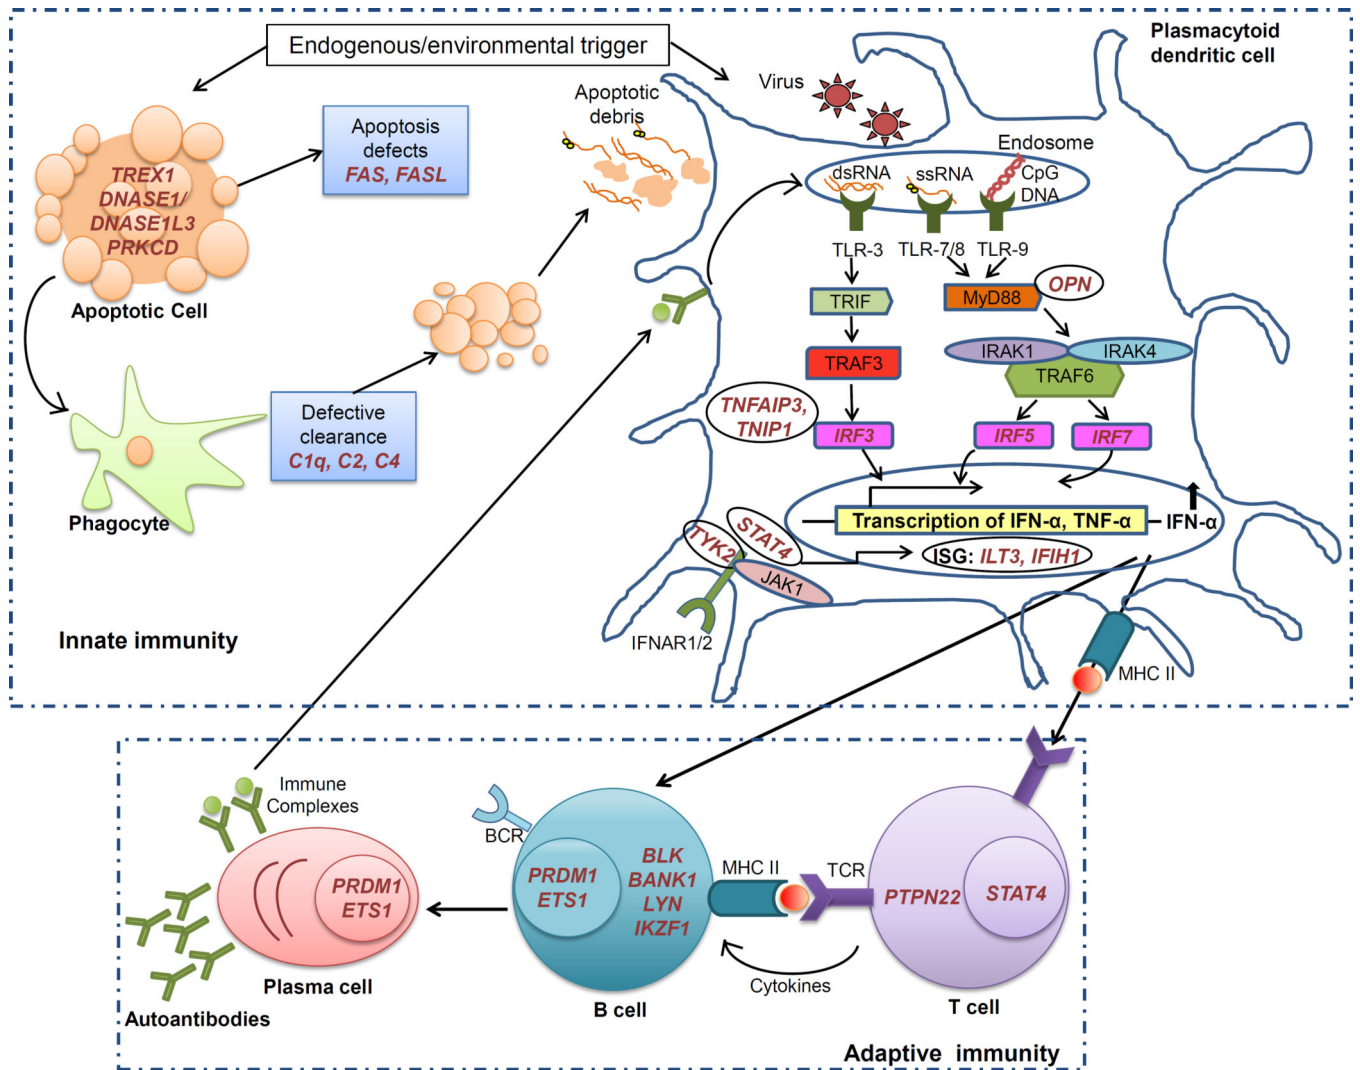 Endogenous/environmental trigger
Plasmacytoid
dendritic cell
Virus
Apoptotic
debris
Apoptosis
defects
FAS, FASL
TREX1
DNASE1/
DNASE1L3
PRKCD
Apoptotic Cell
Endosome
dsRNA
ssRNA
CpG
DNA
TLR-3
TLR-7/8
TLR-9
TRIF
MyD88
OPN
TRAF3
IRAK1
IRAK4
TRAF6
TNFAIP3,
TNIP1
IRF3
IRF5
IRF7
Defective
clearance
C1q, C2, C4
Phagocyte
Transcription of IFN-α, TNF-α
IFN-α
TYK2
STAT4
JAK1
ISG: ILT3, IFIH1
IFNAR1/2
Innate immunity
MHC II
Immune
Complexes
BCR
PRDM1
ETS1
Plasma cell
Autoantibodies
PRDM1
ETS1
BLK
BANK1
LYN
IKZF1
B cell
MHC II
TCR
Cytokines
PTPN22
STAT4
T cell
Adaptive immunity